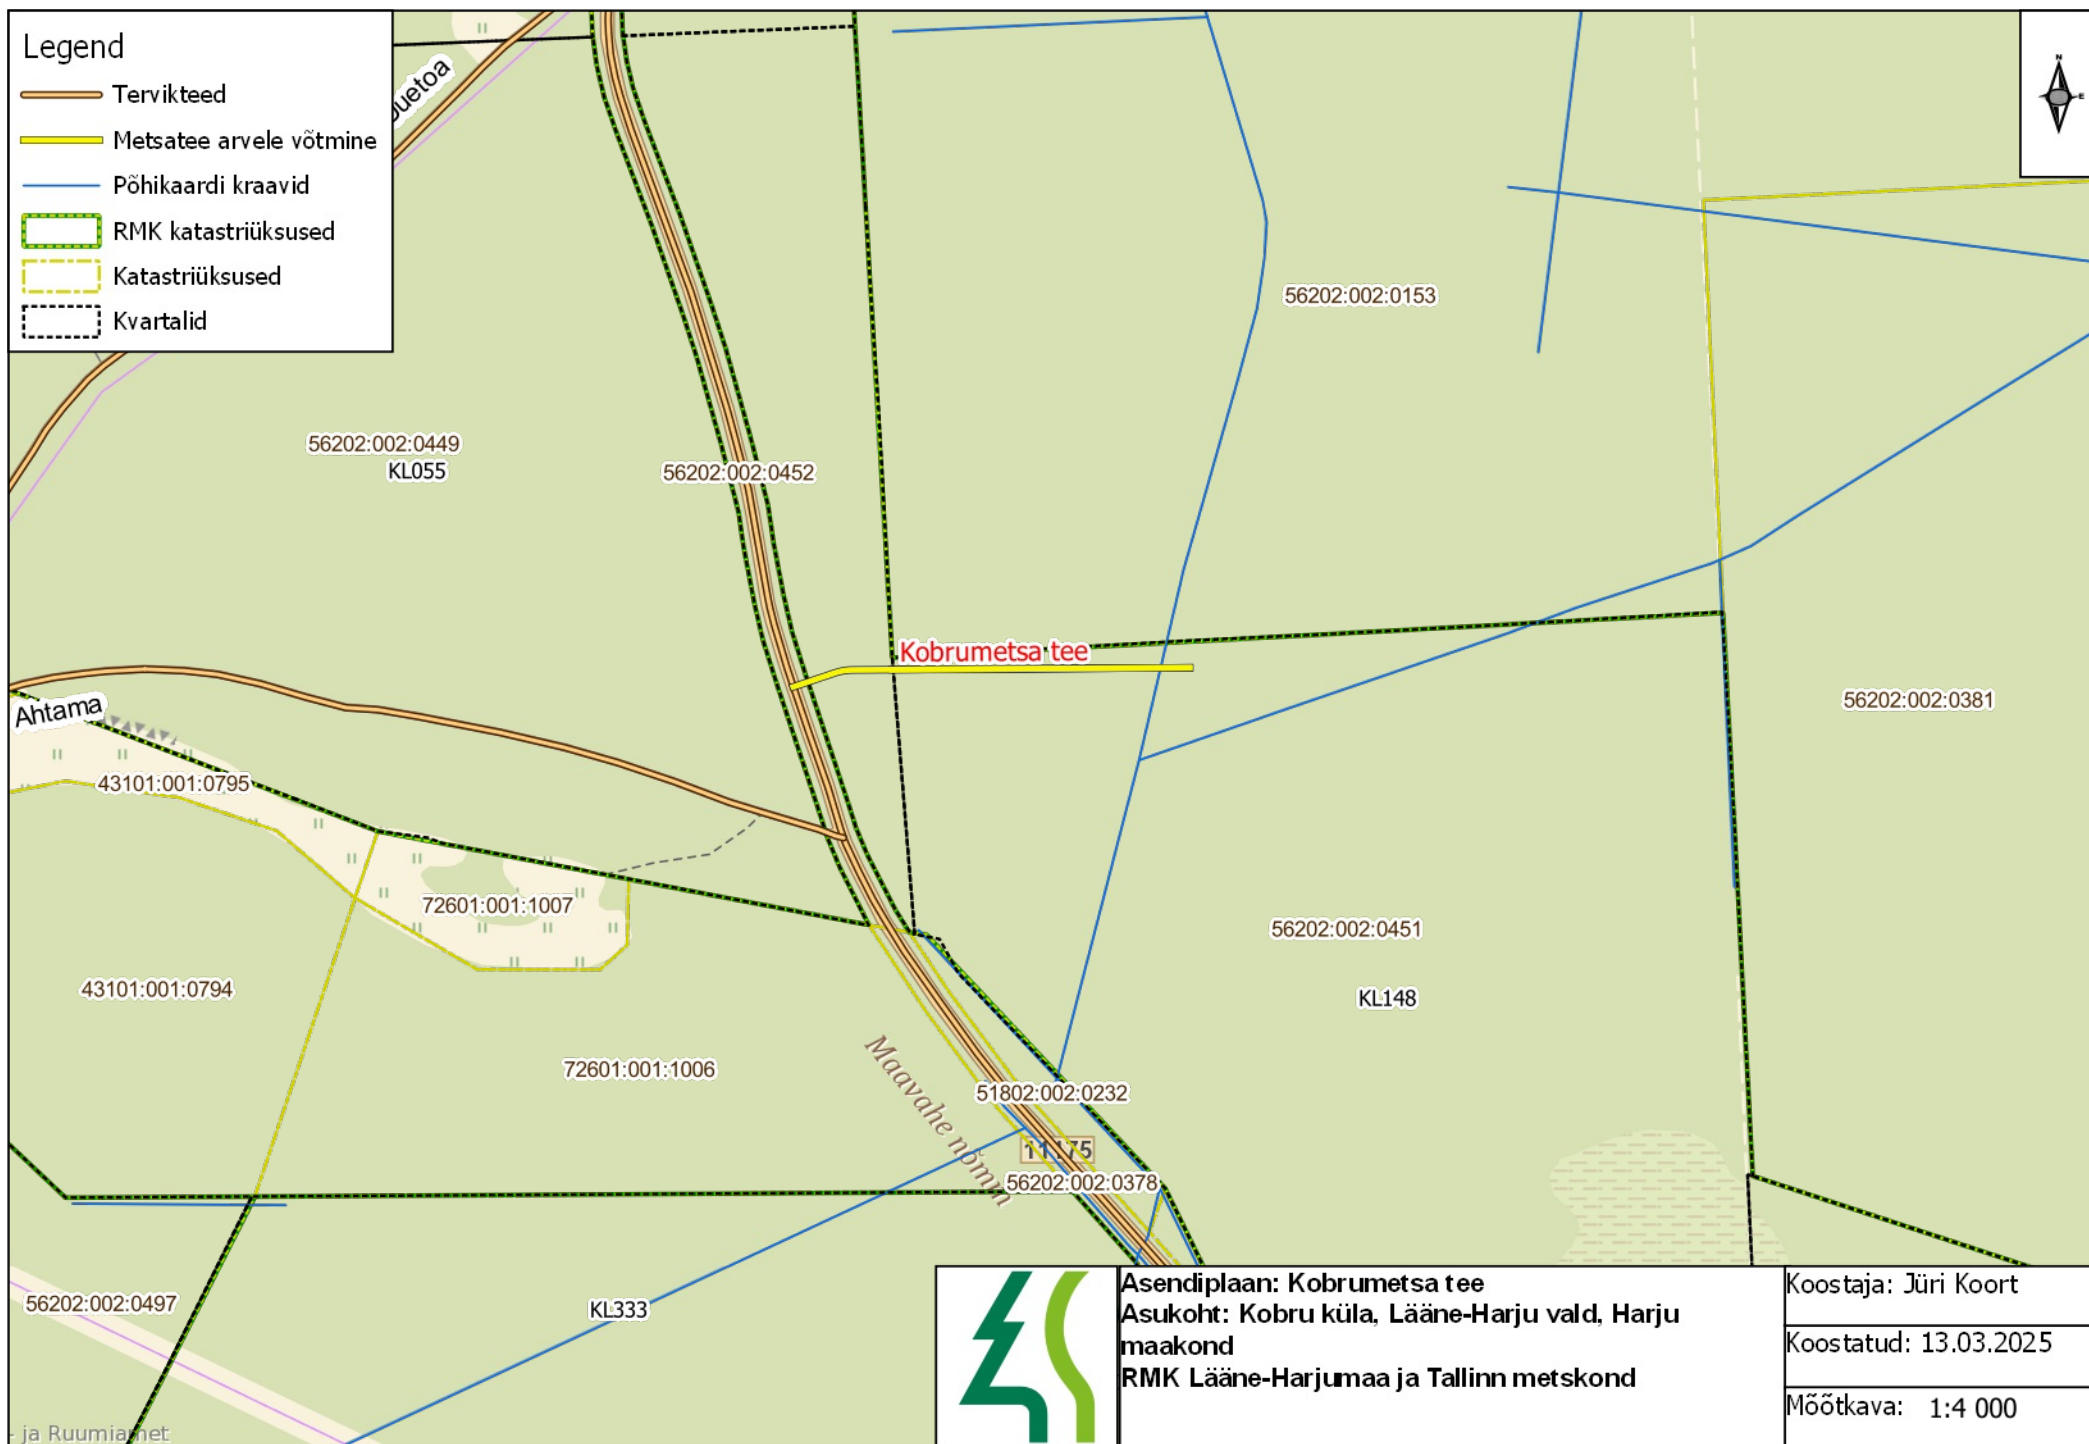 Legend
Tervikteed
Metsatee arvele võtmine
Põhikaardi kraavid
RMK katastriüksused
Katastriüksused
Kvartalid
N
E
56202:002:0153
56202:002:0449
KL055
56202:002:0452
Kobrumetsa tee
56202:002:0381
Ahtama
43101:001:0795
72601:001:1007
56202:002:0451
43101:001:0794
KL148
72601:001:1006
Maavahe nõmm
51802:002:0232
11175
56202:002:0378
56202:002:0497
KL333
Asendiplaan: Kobrumetsa tee
Asukoht: Kobru küla, Lääne-Harju vald, Harju
maakond
RMK Lääne-Harjumaa ja Tallinn metskond
Koostaja: Jüri Koort
Koostatud: 13.03.2025
Mõõtkava: 1:4 000
- ja Ruumiamet